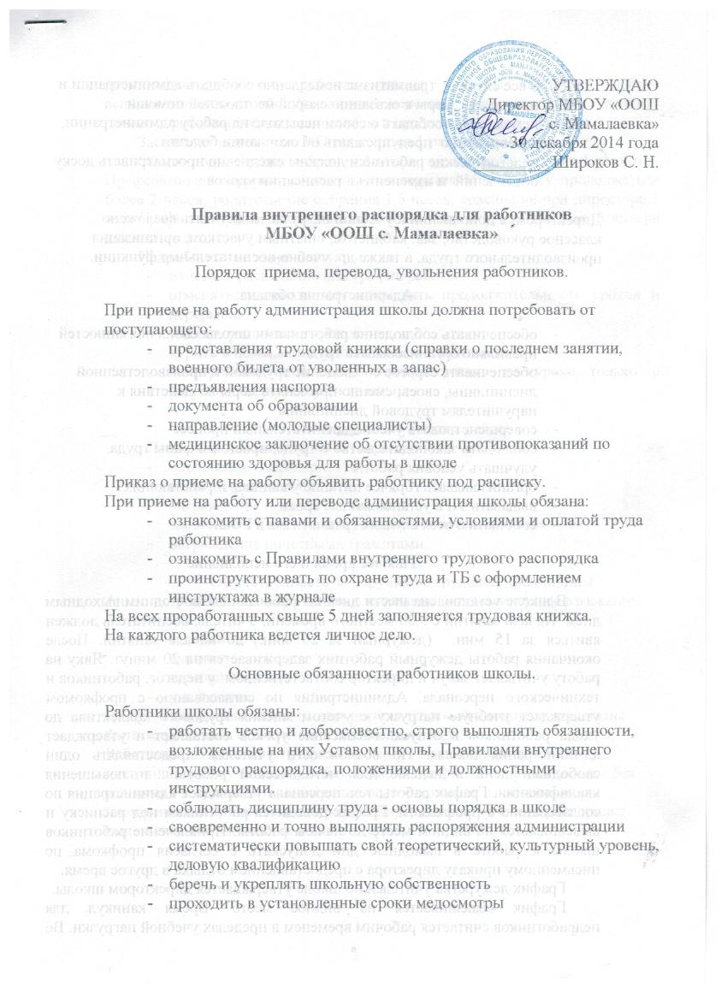 УТВЕРЖДАЮ
Директор МБОУ «ООШ
с. Мамалаевка»
30 декабря 2014 года
Широков С. Н.
Правила внутреннего распорядка для работников
МБОУ «ООШ с. Мамалаевка»
Порядок приема, перевода, увольнения работников.
При приеме на работу администрация школы должна потребовать от
поступающего:
- представления трудовой книжки (справки о последнем занятии,
военного билета от уволенных в запас)
- предъявления паспорта
- документа об образовании
- направление (молодые специалисты)
- медицинское заключение об отсутствии противопоказаний по
состоянию здоровья для работы в школе
Приказ о приеме на работу объявить работнику под расписку.
При приеме на работу или переводе администрация школы обязана:
- ознакомить с павами и обязанностями, условиями и оплатой труда
работника
- ознакомить с Правилами внутреннего трудового распорядка
- проинструктировать по охране труда и ТБ с оформлением
инструктажа в журнале
На всех проработанных свыше 5 дней заполняется трудовая книжка.
На каждого работника ведется личное дело.
Основные обязанности работников школы.
Работники школы обязаны:
- работать честно и добросовестно, строго выполнять обязанности,
возложенные на них Уставом школы, Правилами внутреннего
трудового распорядка, положениями и должностными
инструкциями.
- соблюдать дисциплину труда - основы порядка в школе
- своевременно и точно выполнять распоряжения администрации
- систематически повышать свой теоретический, культурный уровень,
деловую квалификацию
- беречь и укреплять школьную собственность
- проходить в установленные сроки медосмотры